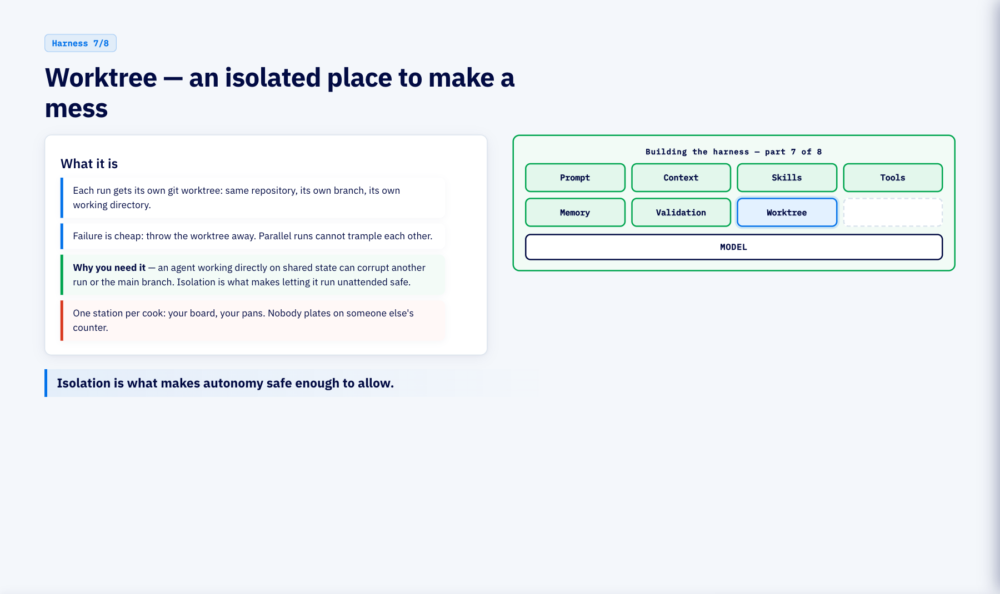 Harness 7/8
Worktree — an isolated place to make a
mess
What it is
Each run gets its own git worktree: same repository, its own branch, its own
working directory.
Failure is cheap: throw the worktree away. Parallel runs cannot trample each other.
Why you need it — an agent working directly on shared state can corrupt another
run or the main branch. Isolation is what makes letting it run unattended safe.
One station per cook: your board, your pans. Nobody plates on someone else's
counter.
Building the harness — part 7 of 8
Prompt
Context
Skills
Tools
Memory
Validation
Worktree
MODEL
Isolation is what makes autonomy safe enough to allow.